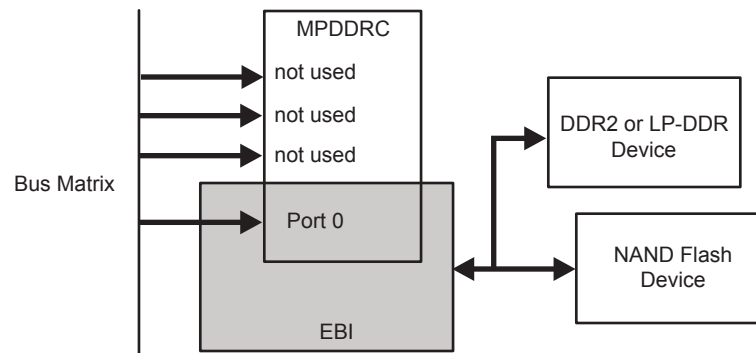 MPDDRC
not used
not used
not used
Bus Matrix
Port 0
EBI
DDR2 or LP-DDR
Device
NAND Flash
Device